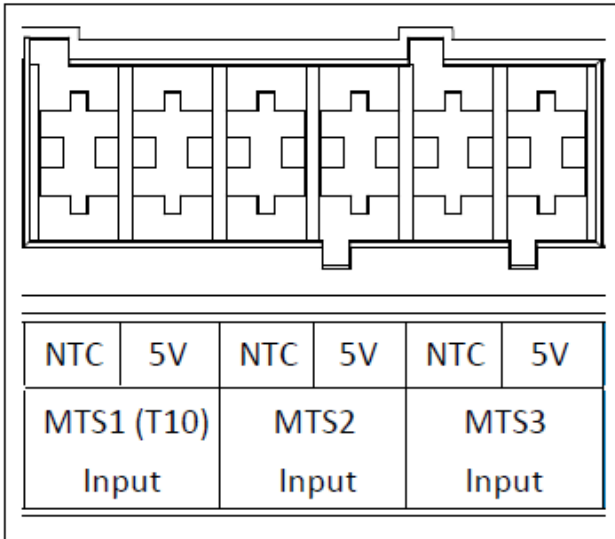 NTC 5V NTC 5V NTC 5V
MTS1 (T10) MTS2 MTS3
Input Input Input